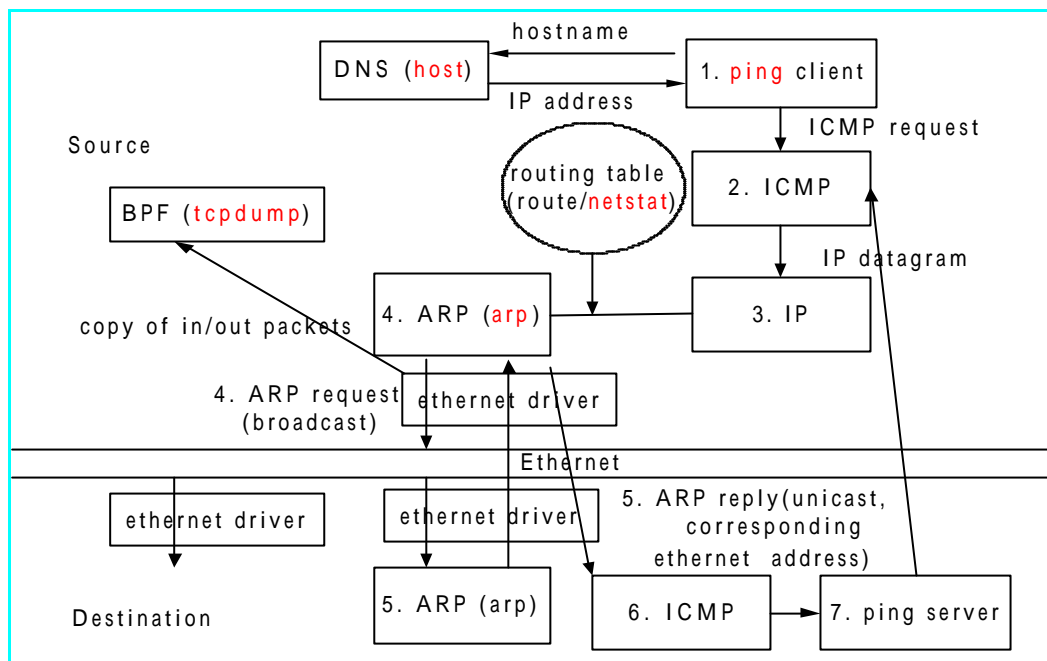 hostname
DNS (host)
1. ping client
IP address
ICMP request
Source
routing table
(route/netstat)
2. ICMP
BPF (tcpdump)
IP datagram
4. ARP (arp)
3. IP
copy of in/out packets
4. ARP request
(broadcast)
ethernet driver
Ethernet
ethernet driver
ethernet driver
5. ARP reply(unicast,
corresponding
ethernet address)
5. ARP (arp)
6. ICMP
7. ping server
Destination